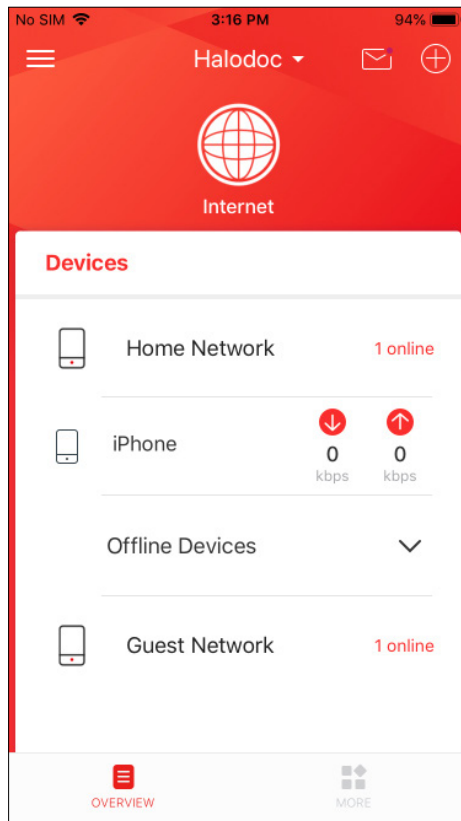 No SIM 3:16 PM 94%
Halodoc
Internet
Devices
Home Network 1 online
iPhone 0 0
kbps kbps
Offline Devices
Guest Network 1 online
OVERVIEW MORE